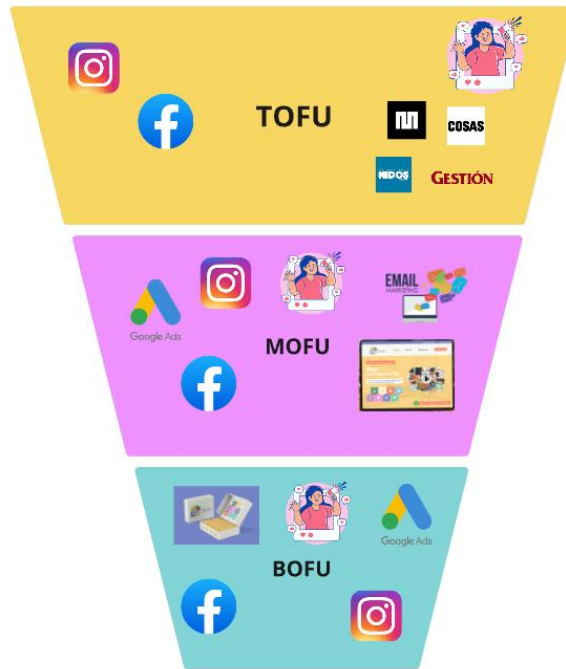 TOFU
COSAS
NIDOS
GESTIÓN
EMAIL
MARKETING
Google Ads
MOFU
Google Ads
BOFU